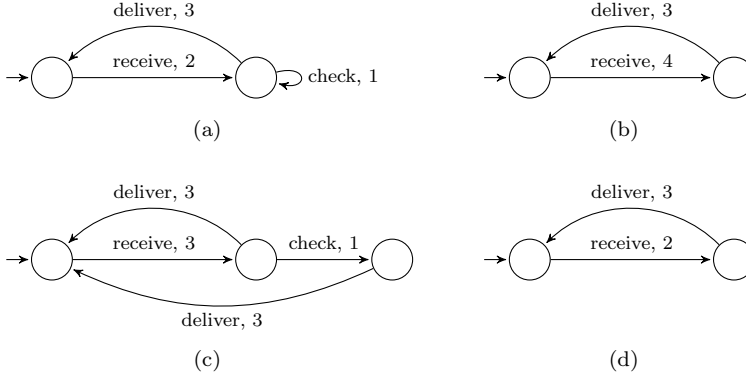 deliver, 3
deliver, 3
receive, 2
receive, 4
check, 1
(a)
(b)
deliver, 3
deliver, 3
receive, 3
check, 1
receive, 2
deliver, 3
(c)
(d)